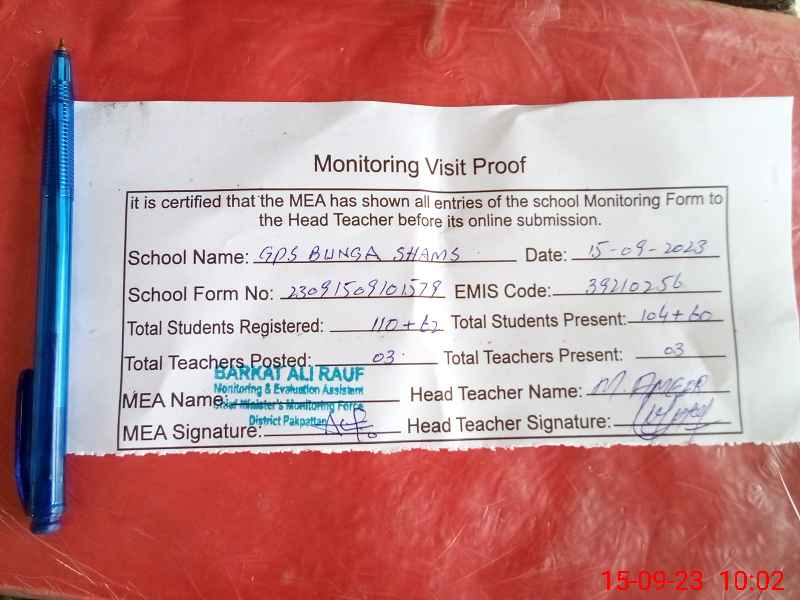 Monitoring Visit Proof
it is certified that the MEA has shown all entries of the school Monitoring Form to
the Head Teacher before its online submission.
School Name: GPS BUNGA SHAMS Date: 15-09-2023
School Form No: 23091509101579 EMIS Code: 39210256
Total Students Registered: 110+62 Total Students Present: 104+60
Total Teachers Posted: 03 Total Teachers Present: 03
BARKAT ALI RAUF
Monitoring & Evaluation Assistant
MEA Name: Head Teacher Name: M.
Chief Minister's Monitoring Force
District Pakpattan
MEA Signature: Head Teacher Signature:
15-09-23 10:02